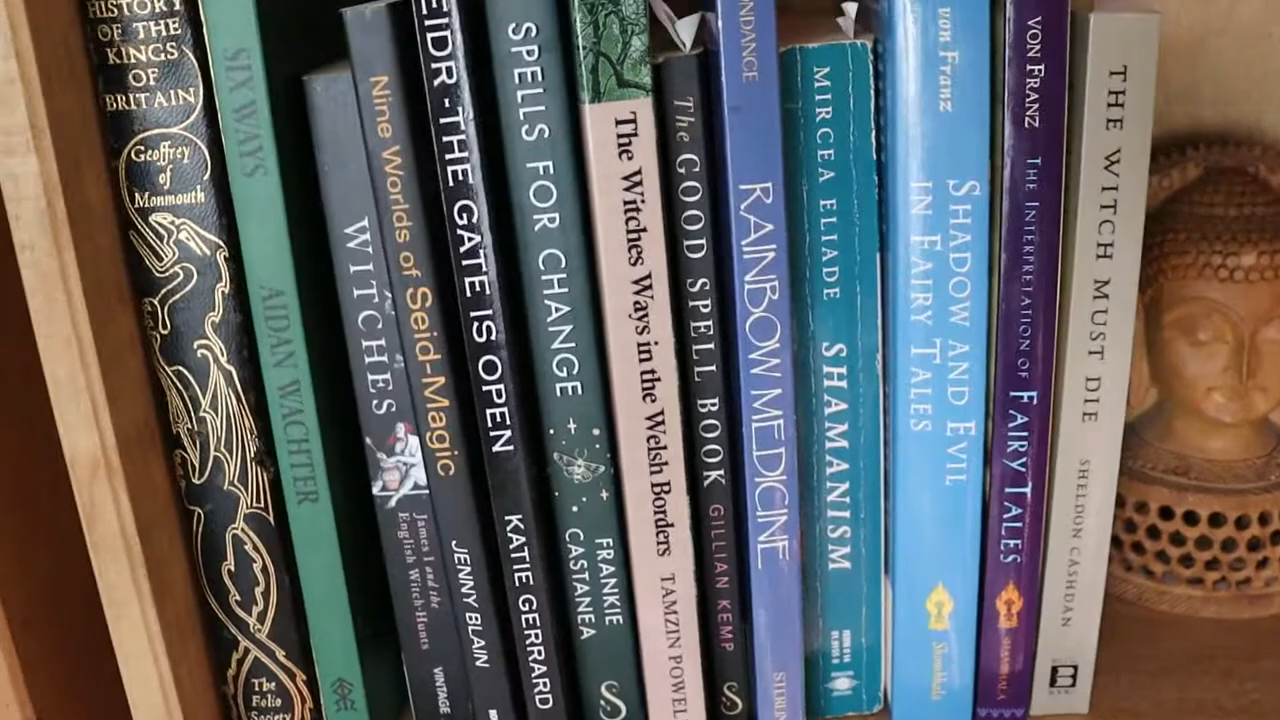 HISTORY
OF THE
KINGS
OF
BRITAIN
Geoffrey
of
Monmouth
The
Folio
Society
SIX WAYS
AIDAN WACHTER
WITCHES
James I and the
English Witch-Hunts
VINTAGE
Nine Worlds of Seid-Magic
JENNY BLAIN
EIDR - THE GATE IS OPEN
KATIE GERRARD
SPELLS FOR CHANGE
FRANKIE
CASTANEA
The Witches Ways in the Welsh Borders
TAMZIN POWEL
The GOOD SPELL BOOK
GILLIAN KEMP
NDANCE
RAINBOW MEDICINE
STERLI
MIRCEA ELIADE
SHAMANISM
von Franz
SHADOW AND EVIL
IN FAIRY TALES
Shambhala
VON FRANZ
THE INTERPRETATION OF FAIRY TALES
SHAMBHALA
THE WITCH MUST DIE
SHELDON CASHDAN